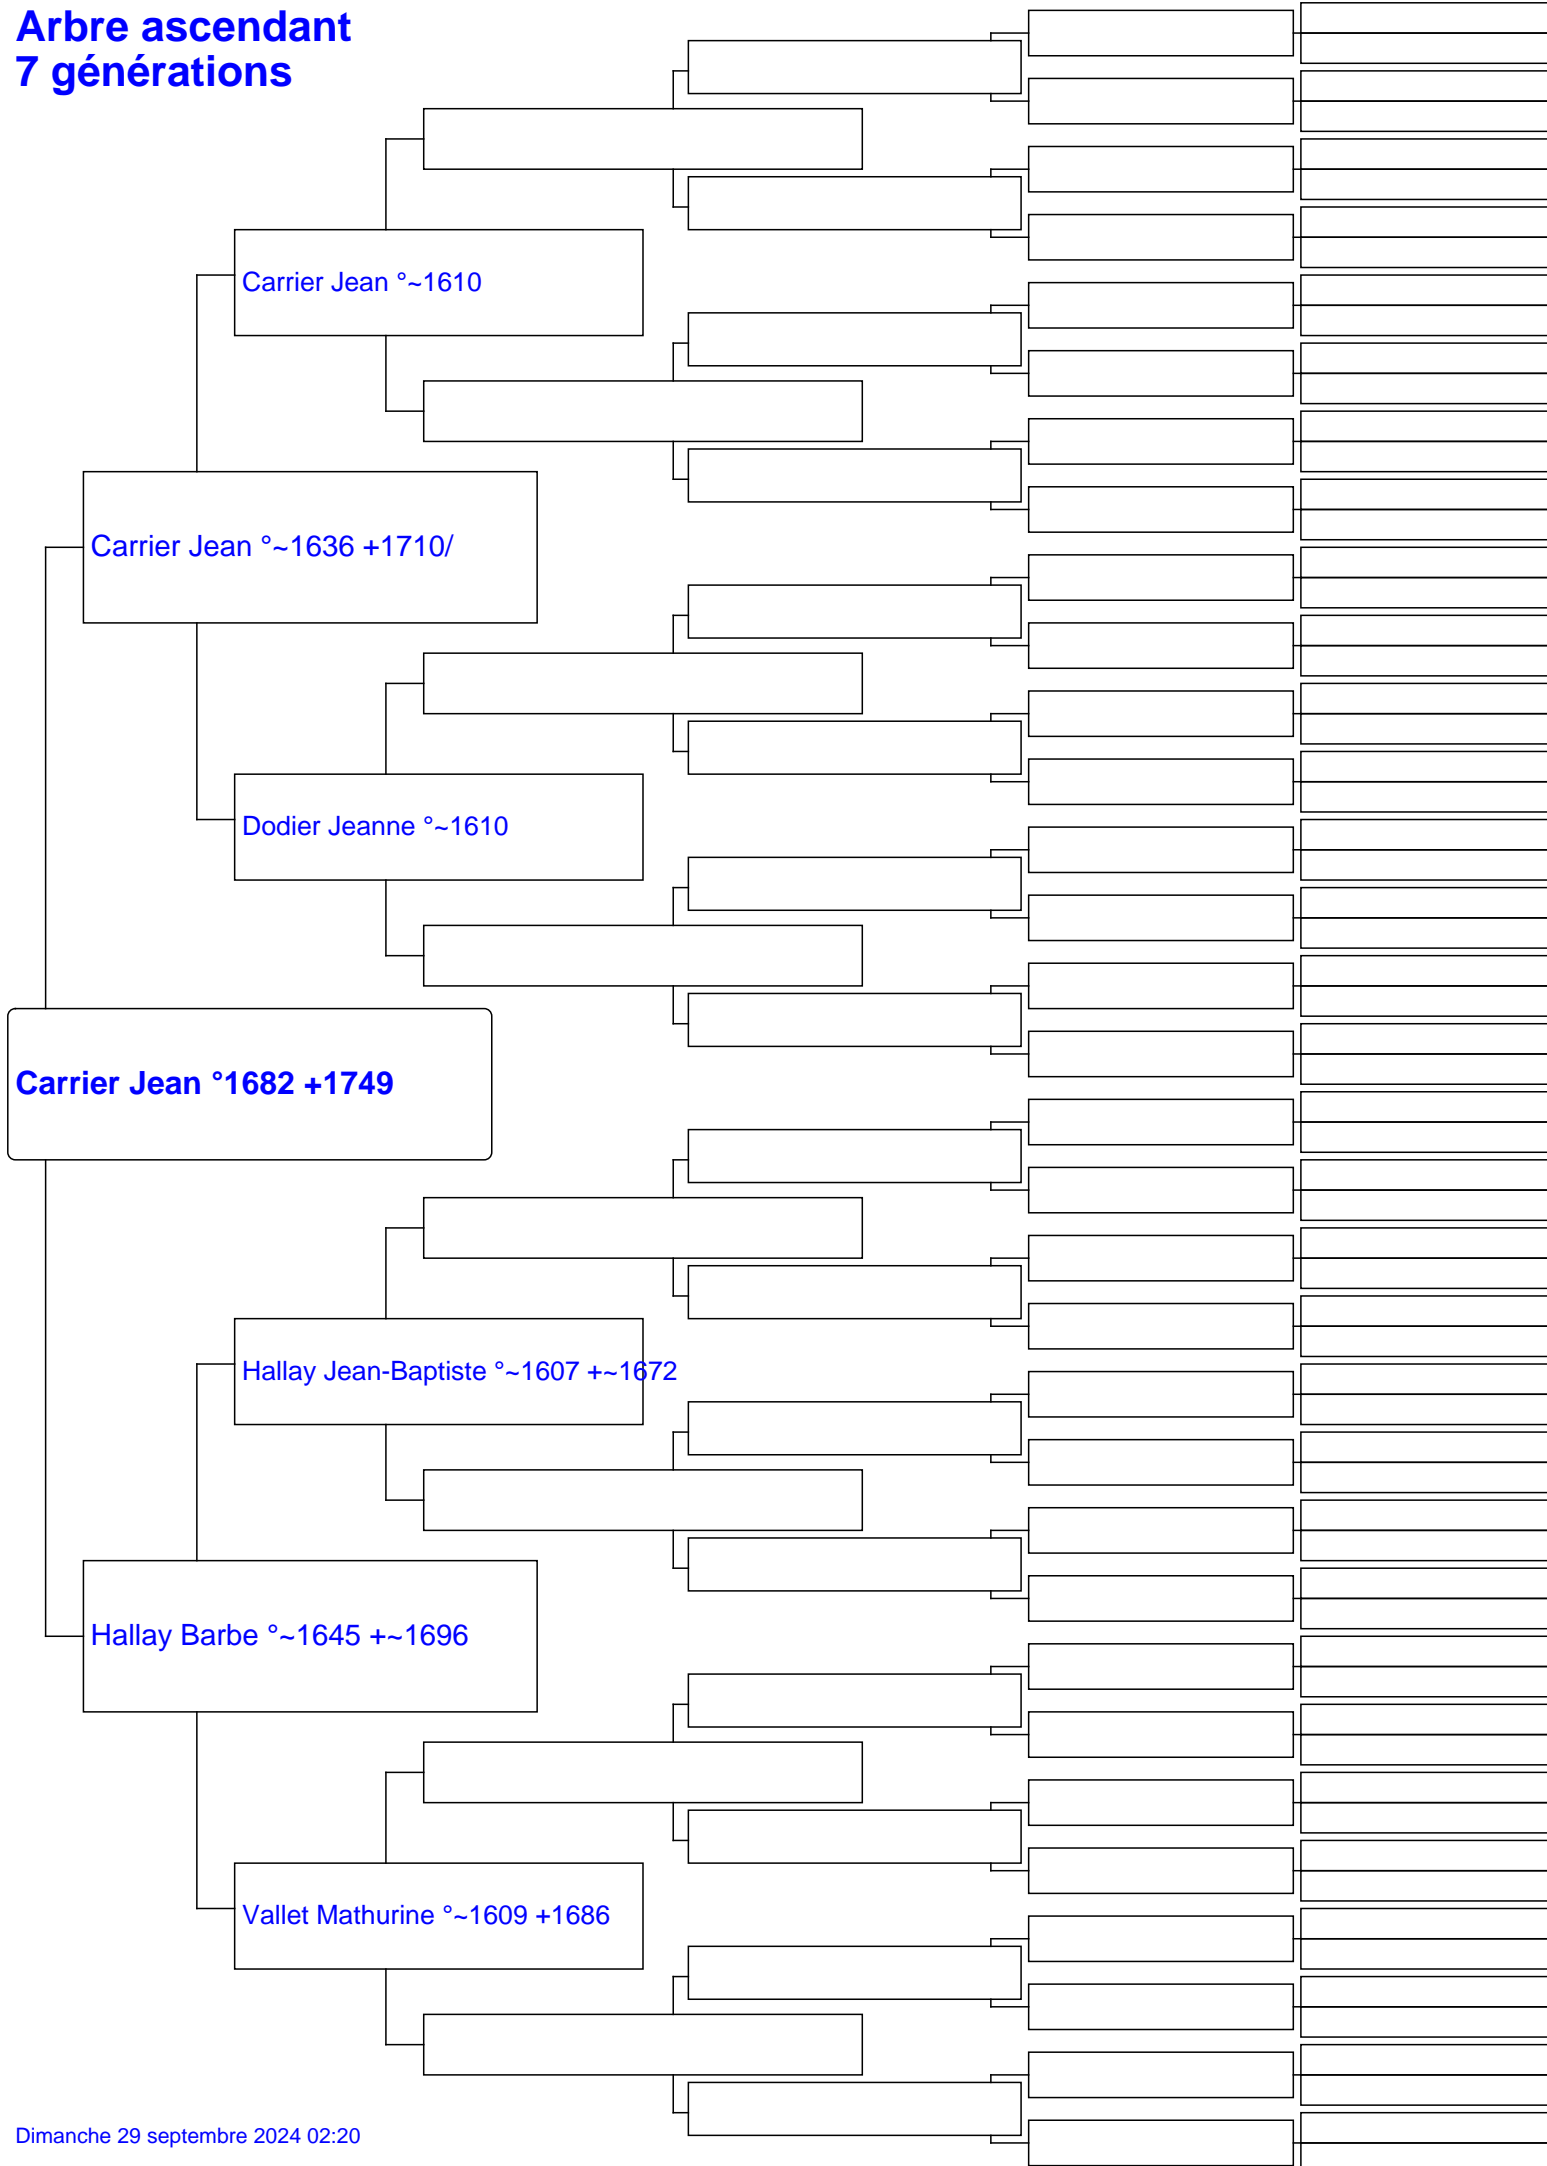 Arbre ascendant
7 générations
Carrier Jean °~1610
Carrier Jean °~1636 +1710/
Dodier Jeanne °~1610
Carrier Jean °1682 +1749
Hallay Jean-Baptiste °~1607 +~1672
Hallay Barbe °~1645 +~1696
Vallet Mathurine °~1609 +1686
Dimanche 29 septembre 2024 02:20